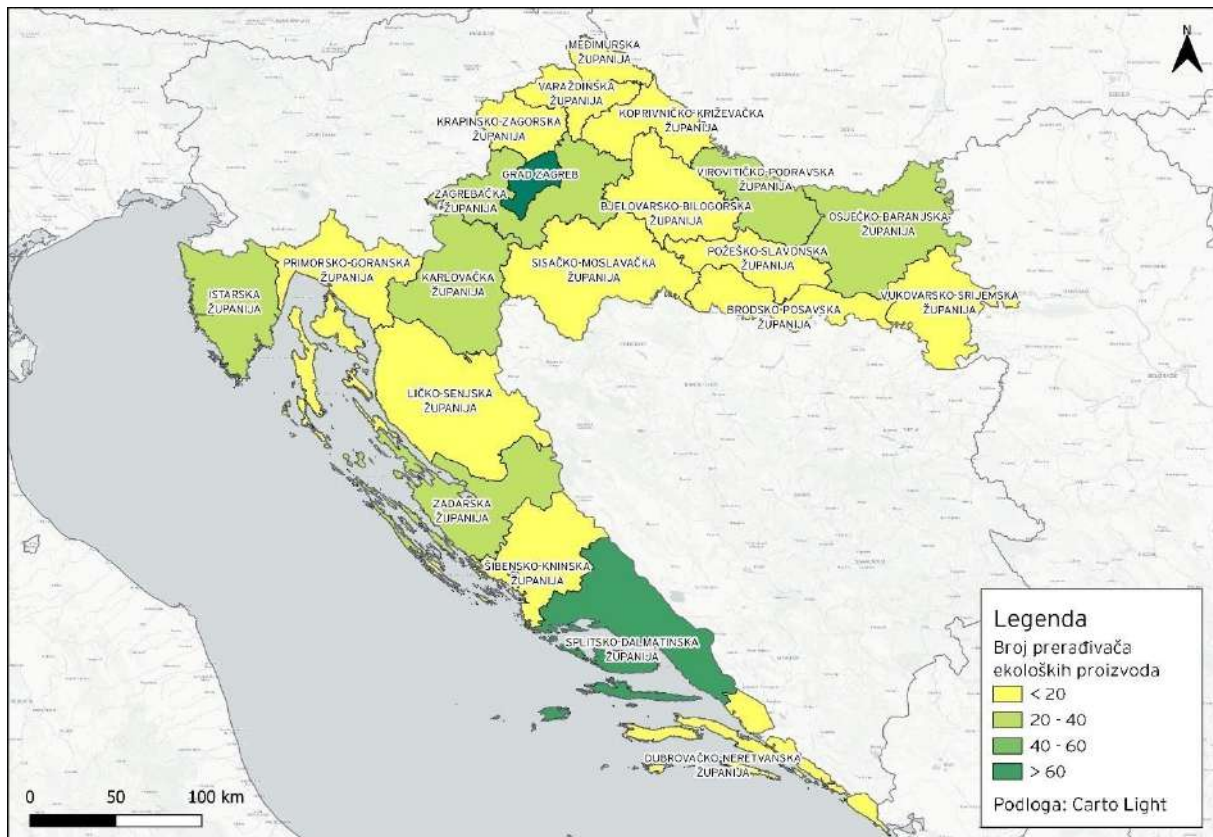 N
MEĐIMURSKA
ŽUPANIJA
VARAŽDINSKA
ŽUPANIJA
KRAPINSKO-ZAGORSKA
ŽUPANIJA
KOPRIVNIČKO-KRIŽEVAČKA
ŽUPANIJA
GRAD ZAGREB
ZAGREBAČKA
ŽUPANIJA
VIROVITIČKO-PODRAVSKA
ŽUPANIJA
BJELOVARSKO-BILOGORSKA
ŽUPANIJA
OSJEČKO-BARANJSKA
ŽUPANIJA
PRIMORSKO-GORANSKA
ŽUPANIJA
KARLOVAČKA
ŽUPANIJA
SISAČKO-MOSLAVAČKA
ŽUPANIJA
POŽEŠKO-SLAVONSKA
ŽUPANIJA
ISTARSKA
ŽUPANIJA
BRODSKO-POSAVSKA
ŽUPANIJA
VUKOVARSKO-SRIJEMSKA
ŽUPANIJA
LIČKO-SENJSKA
ŽUPANIJA
ZADARSKA
ŽUPANIJA
ŠIBENSKO-KNINSKA
ŽUPANIJA
SPLITSKO-DALMATINSKA
ŽUPANIJA
DUBROVAČKO-NERETVANSKA
ŽUPANIJA
Legenda
Broj prerađivača
ekoloških proizvoda
< 20
20 - 40
40 - 60
> 60
Podloga: Carto Light
0 50 100 km